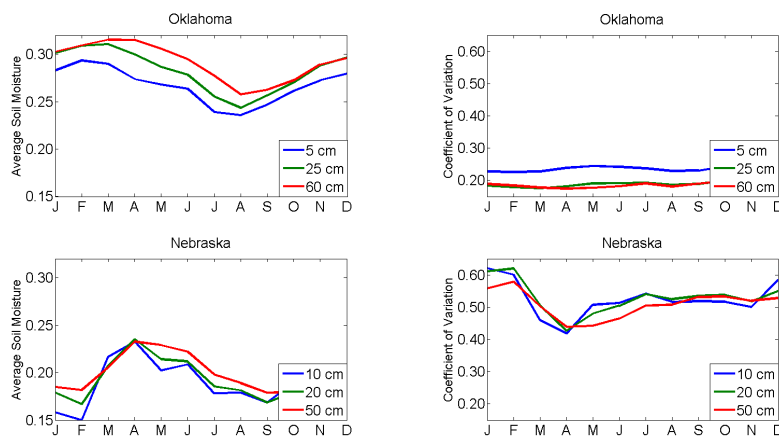 Oklahoma
Average Soil Moisture
0.30
0.25
0.20
0.15
J F M A M J J A S O N D
5 cm
25 cm
60 cm
Oklahoma
Coefficient of Variation
0.60
0.50
0.40
0.30
0.20
J F M A M J J A S O N D
5 cm
25 cm
60 cm
Nebraska
Average Soil Moisture
0.30
0.25
0.20
0.15
J F M A M J J A S O N D
10 cm
20 cm
50 cm
Nebraska
Coefficient of Variation
0.60
0.50
0.40
0.30
0.20
J F M A M J J A S O N D
10 cm
20 cm
50 cm